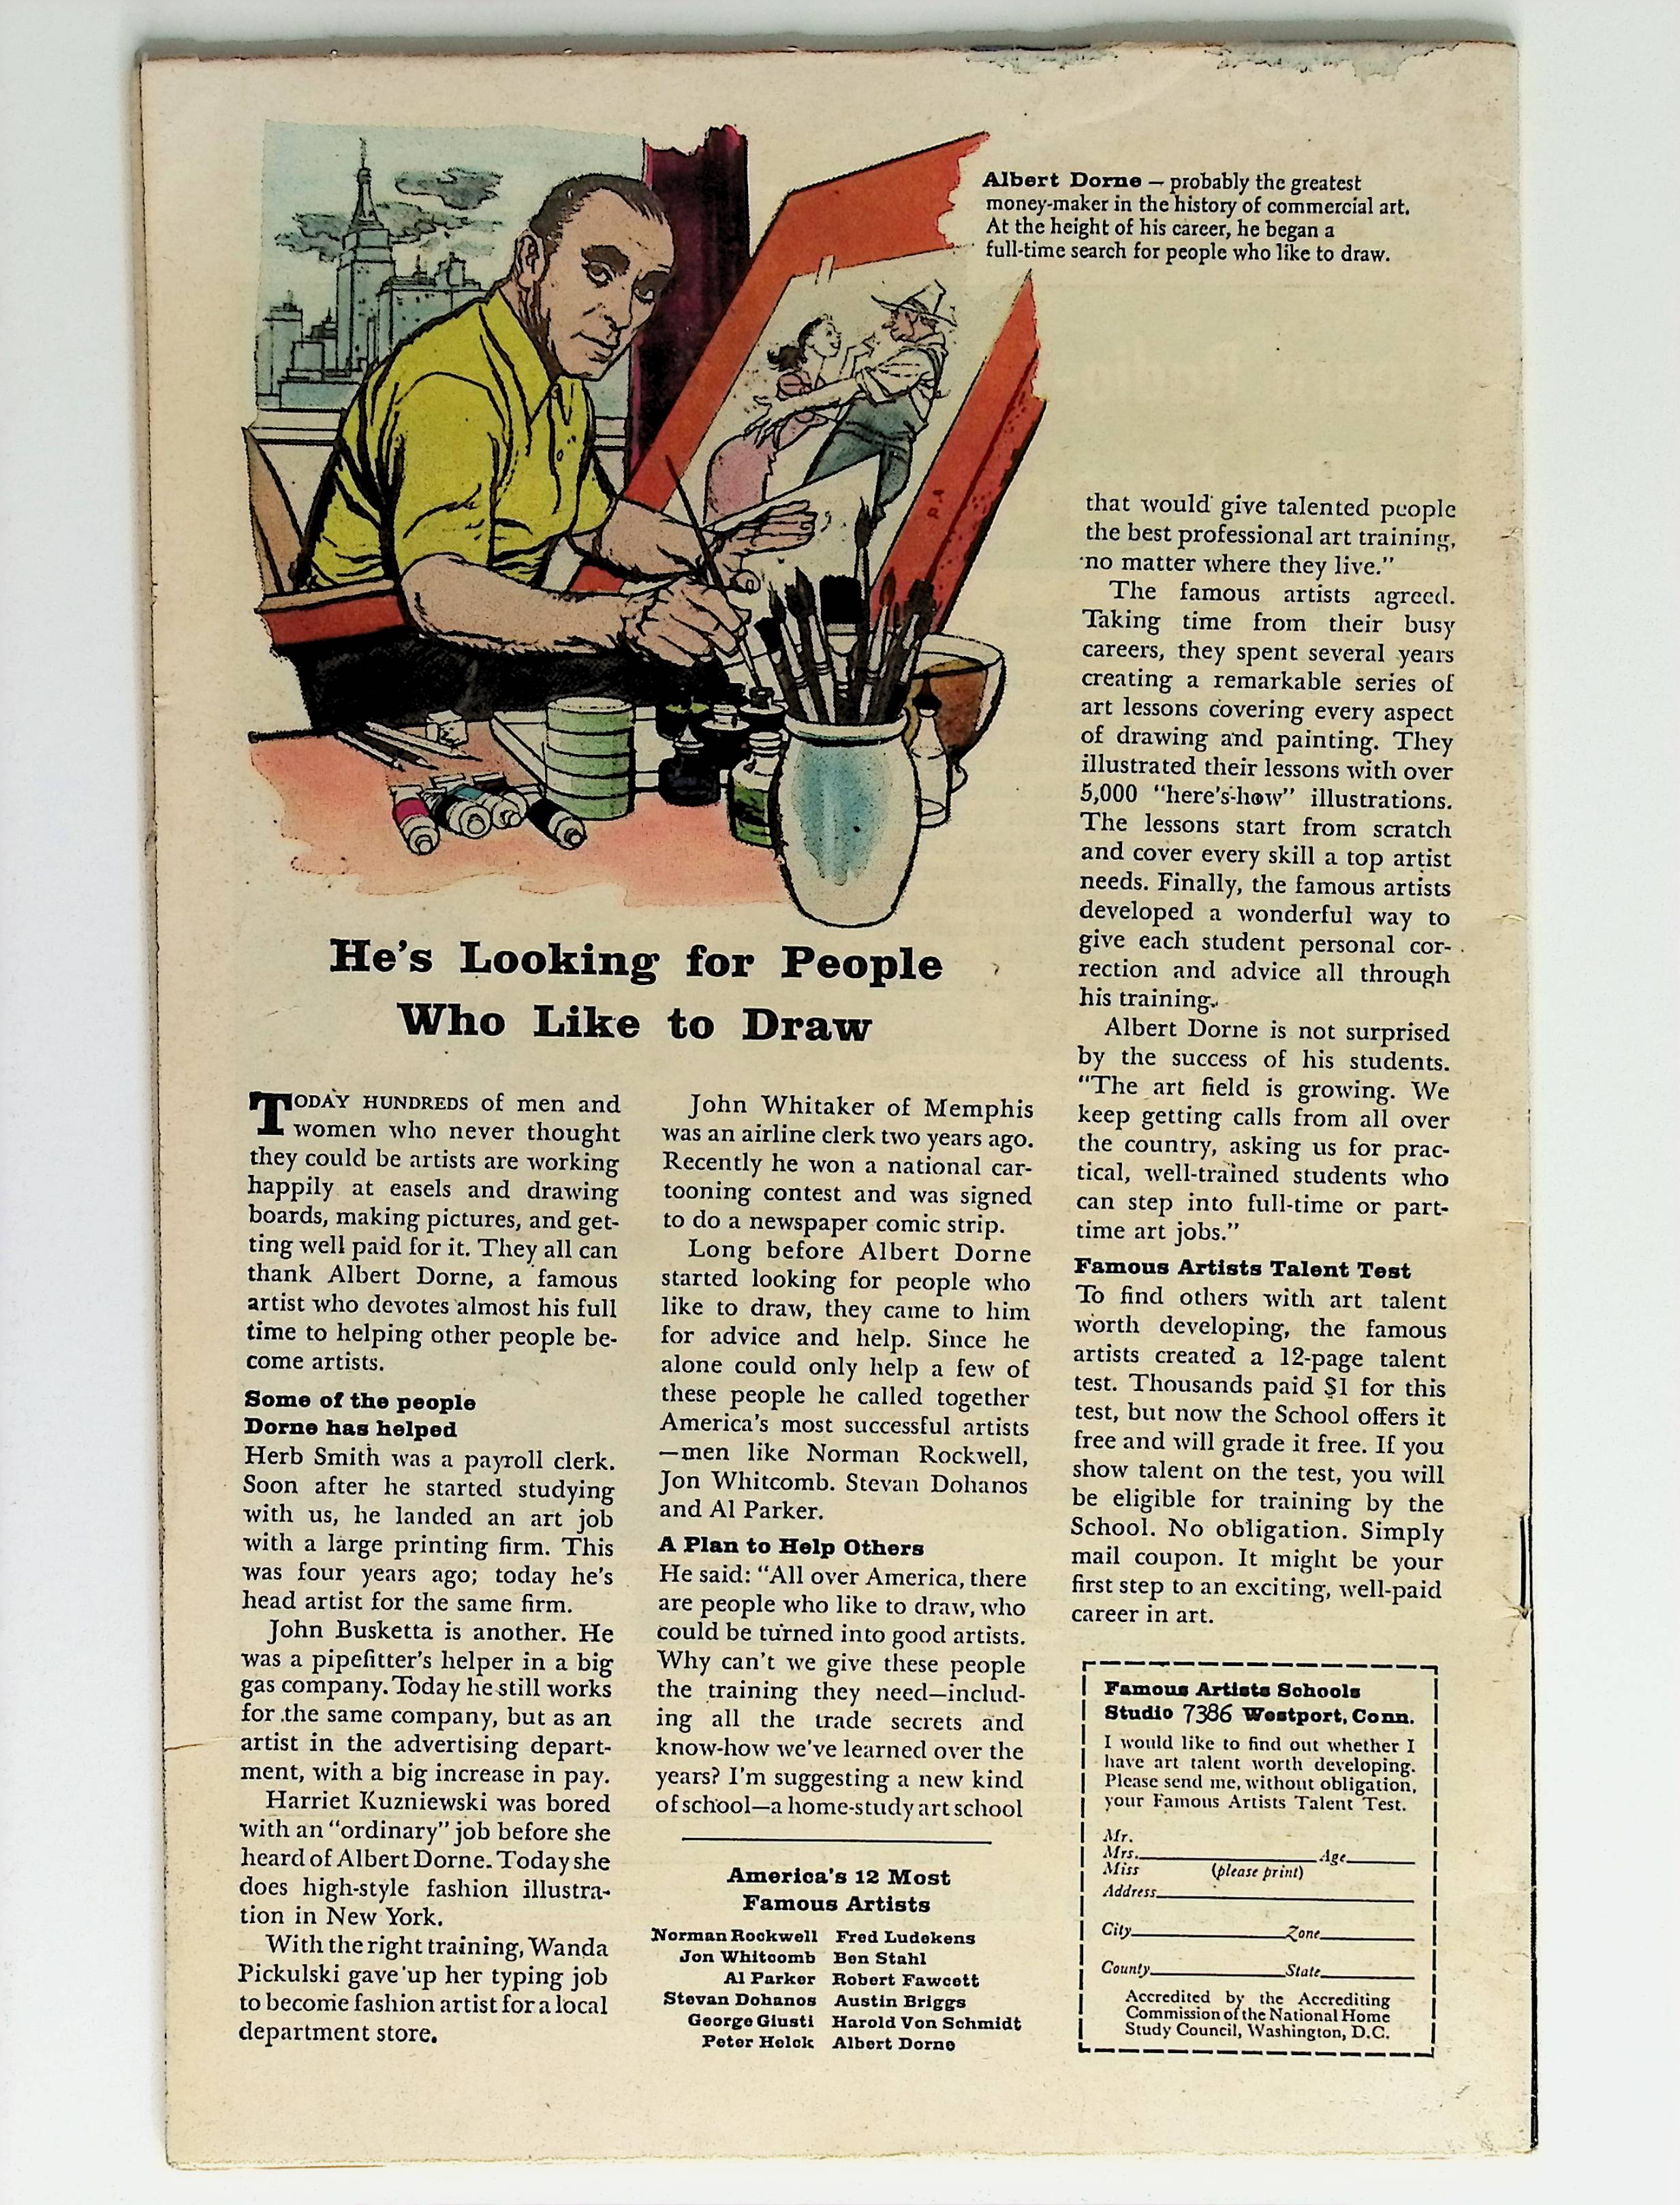 Albert Dorne — probably the greatest
money-maker in the history of commercial art.
At the height of his career, he began a
full-time search for people who like to draw.
He's Looking for People
Who Like to Draw
TODAY HUNDREDS of men and
women who never thought
they could be artists are working
happily at easels and drawing
boards, making pictures, and get-
ting well paid for it. They all can
thank Albert Dorne, a famous
artist who devotes almost his full
time to helping other people be-
come artists.
Some of the people
Dorne has helped
Herb Smith was a payroll clerk.
Soon after he started studying
with us, he landed an art job
with a large printing firm. This
was four years ago; today he's
head artist for the same firm.
John Busketta is another. He
was a pipefitter's helper in a big
gas company. Today he still works
for the same company, but as an
artist in the advertising depart-
ment, with a big increase in pay.
Harriet Kuzniewski was bored
with an "ordinary" job before she
heard of Albert Dorne. Today she
does high-style fashion illustra-
tion in New York.
With the right training, Wanda
Pickulski gave up her typing job
to become fashion artist for a local
department store.
John Whitaker of Memphis
was an airline clerk two years ago.
Recently he won a national car-
tooning contest and was signed
to do a newspaper comic strip.
Long before Albert Dorne
started looking for people who
like to draw, they came to him
for advice and help. Since he
alone could only help a few of
these people he called together
America's most successful artists
—men like Norman Rockwell,
Jon Whitcomb. Stevan Dohanos
and Al Parker.
A Plan to Help Others
He said: "All over America, there
are people who like to draw, who
could be turned into good artists.
Why can't we give these people
the training they need—includ-
ing all the trade secrets and
know-how we've learned over the
years? I'm suggesting a new kind
of school—a home-study art school
that would give talented people
the best professional art training,
no matter where they live."
The famous artists agreed.
Taking time from their busy
careers, they spent several years
creating a remarkable series of
art lessons covering every aspect
of drawing and painting. They
illustrated their lessons with over
5,000 "here's-how" illustrations.
The lessons start from scratch
and cover every skill a top artist
needs. Finally, the famous artists
developed a wonderful way to
give each student personal cor-
rection and advice all through
his training.
Albert Dorne is not surprised
by the success of his students.
"The art field is growing. We
keep getting calls from all over
the country, asking us for prac-
tical, well-trained students who
can step into full-time or part-
time art jobs."
Famous Artists Talent Test
To find others with art talent
worth developing, the famous
artists created a 12-page talent
test. Thousands paid $1 for this
test, but now the School offers it
free and will grade it free. If you
show talent on the test, you will
be eligible for training by the
School. No obligation. Simply
mail coupon. It might be your
first step to an exciting, well-paid
career in art.
America's 12 Most
Famous Artists
Norman Rockwell Fred Ludekens
Jon Whitcomb Ben Stahl
Al Parker Robert Fawcett
Stevan Dohanos Austin Briggs
George Giusti Harold Von Schmidt
Peter Helck Albert Dorne
Famous Artists Schools
Studio 7386 Westport, Conn.
I would like to find out whether I
have art talent worth developing.
Please send me, without obligation,
your Famous Artists Talent Test.
Mr.
Mrs. Age
Miss (please print)
Address
City Zone
County State
Accredited by the Accrediting
Commission of the National Home
Study Council, Washington, D.C.